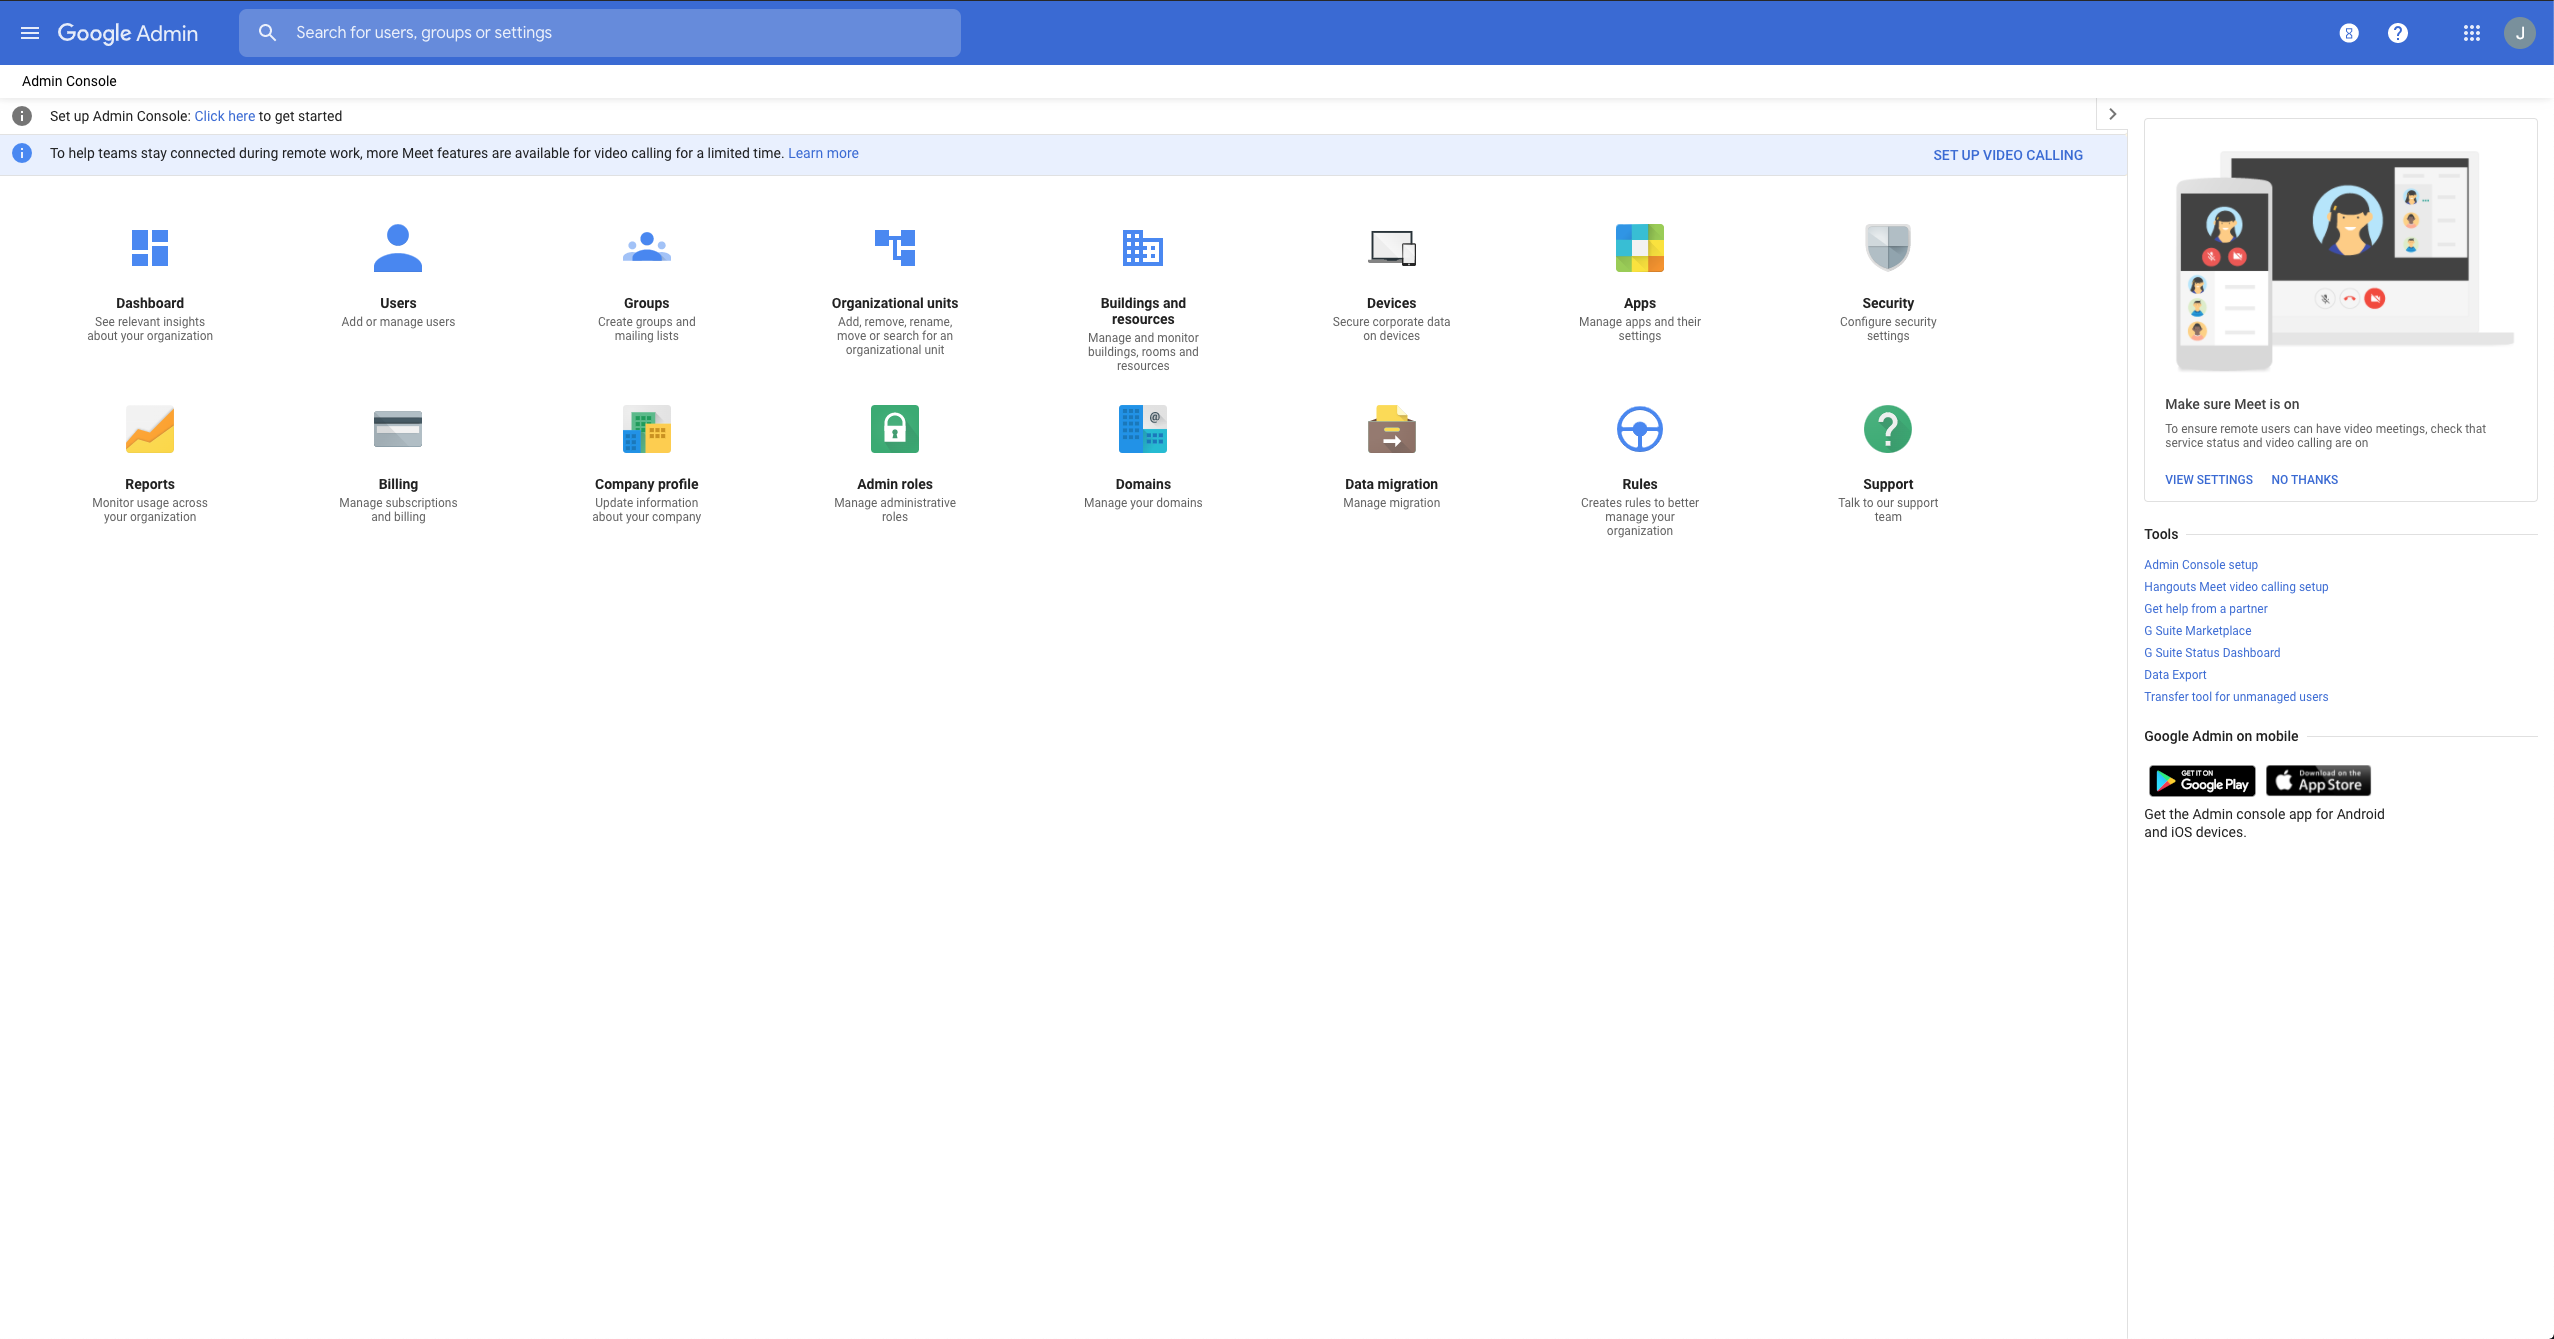 Google Admin
Search for users, groups or settings
J
Admin Console
Set up Admin Console: Click here to get started
To help teams stay connected during remote work, more Meet features are available for video calling for a limited time. Learn more
SET UP VIDEO CALLING
Dashboard
See relevant insights
about your organization
Users
Add or manage users
Groups
Create groups and
mailing lists
Organizational units
Add, remove, rename,
move or search for an
organizational unit
Buildings and
resources
Manage and monitor
buildings, rooms and
resources
Devices
Secure corporate data
on devices
Apps
Manage apps and their
settings
Security
Configure security
settings
Reports
Monitor usage across
your organization
Billing
Manage subscriptions
and billing
Company profile
Update information
about your company
Admin roles
Manage administrative
roles
@
Domains
Manage your domains
Data migration
Manage migration
Rules
Creates rules to better
manage your
organization
Support
Talk to our support
team
Make sure Meet is on
To ensure remote users can have video meetings, check that
service status and video calling are on
VIEW SETTINGS NO THANKS
Tools
Admin Console setup
Hangouts Meet video calling setup
Get help from a partner
G Suite Marketplace
G Suite Status Dashboard
Data Export
Transfer tool for unmanaged users
Google Admin on mobile
GET IT ON
Google Play
Download on the
App Store
Get the Admin console app for Android
and iOS devices.